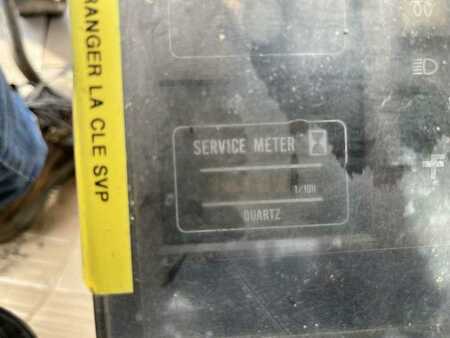 RANGER LA CLE SVP
SERVICE METER
1/10H
QUARTZ